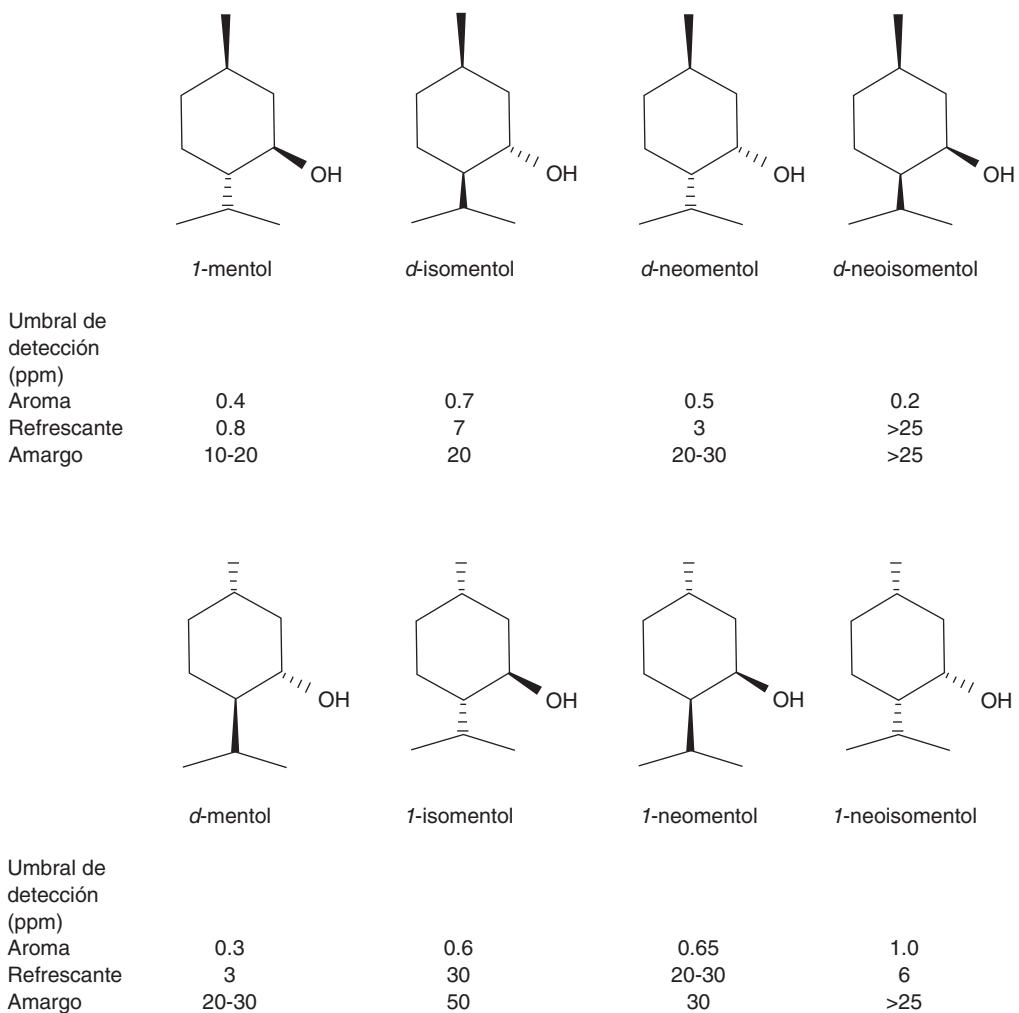 OH OH OH OH
1-mentol d-isomentol d-neomentol d-neoisomentol
Umbral de
detección
(ppm)
Aroma 0.4 0.7 0.5 0.2
Refrescante 0.8 7 3 >25
Amargo 10-20 20 20-30 >25
OH OH OH OH
d-mentol 1-isomentol 1-neomentol 1-neoisomentol
Umbral de
detección
(ppm)
Aroma 0.3 0.6 0.65 1.0
Refrescante 3 30 20-30 6
Amargo 20-30 50 30 >25